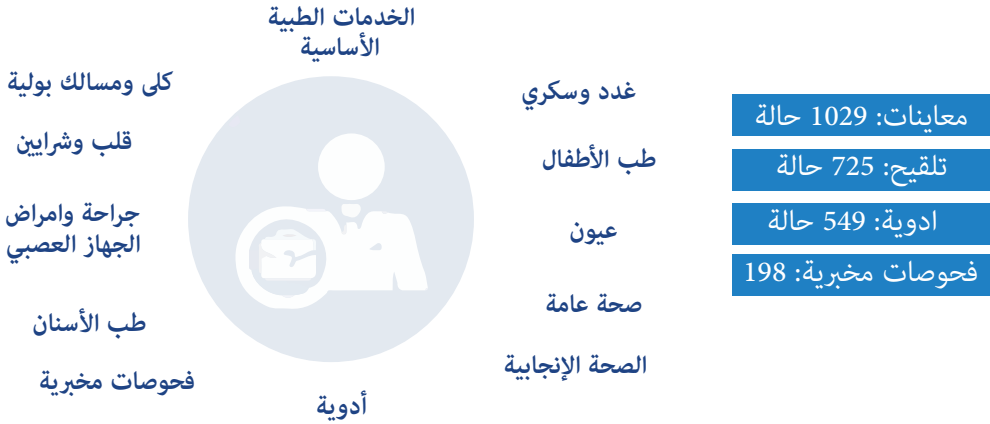 الخدمات الطبية
الأساسية
غدد وسكري
طب الأطفال
عيون
صحة عامة
الصحة الإنجابية
أدوية
كلى ومسالك بولية
قلب وشرايين
جراحة وامراض
الجهاز العصبي
طب الأسنان
فحوصات مخبرية
معاينات: 1029 حالة
تلقيح: 725 حالة
ادوية: 549 حالة
فحوصات مخبرية: 198